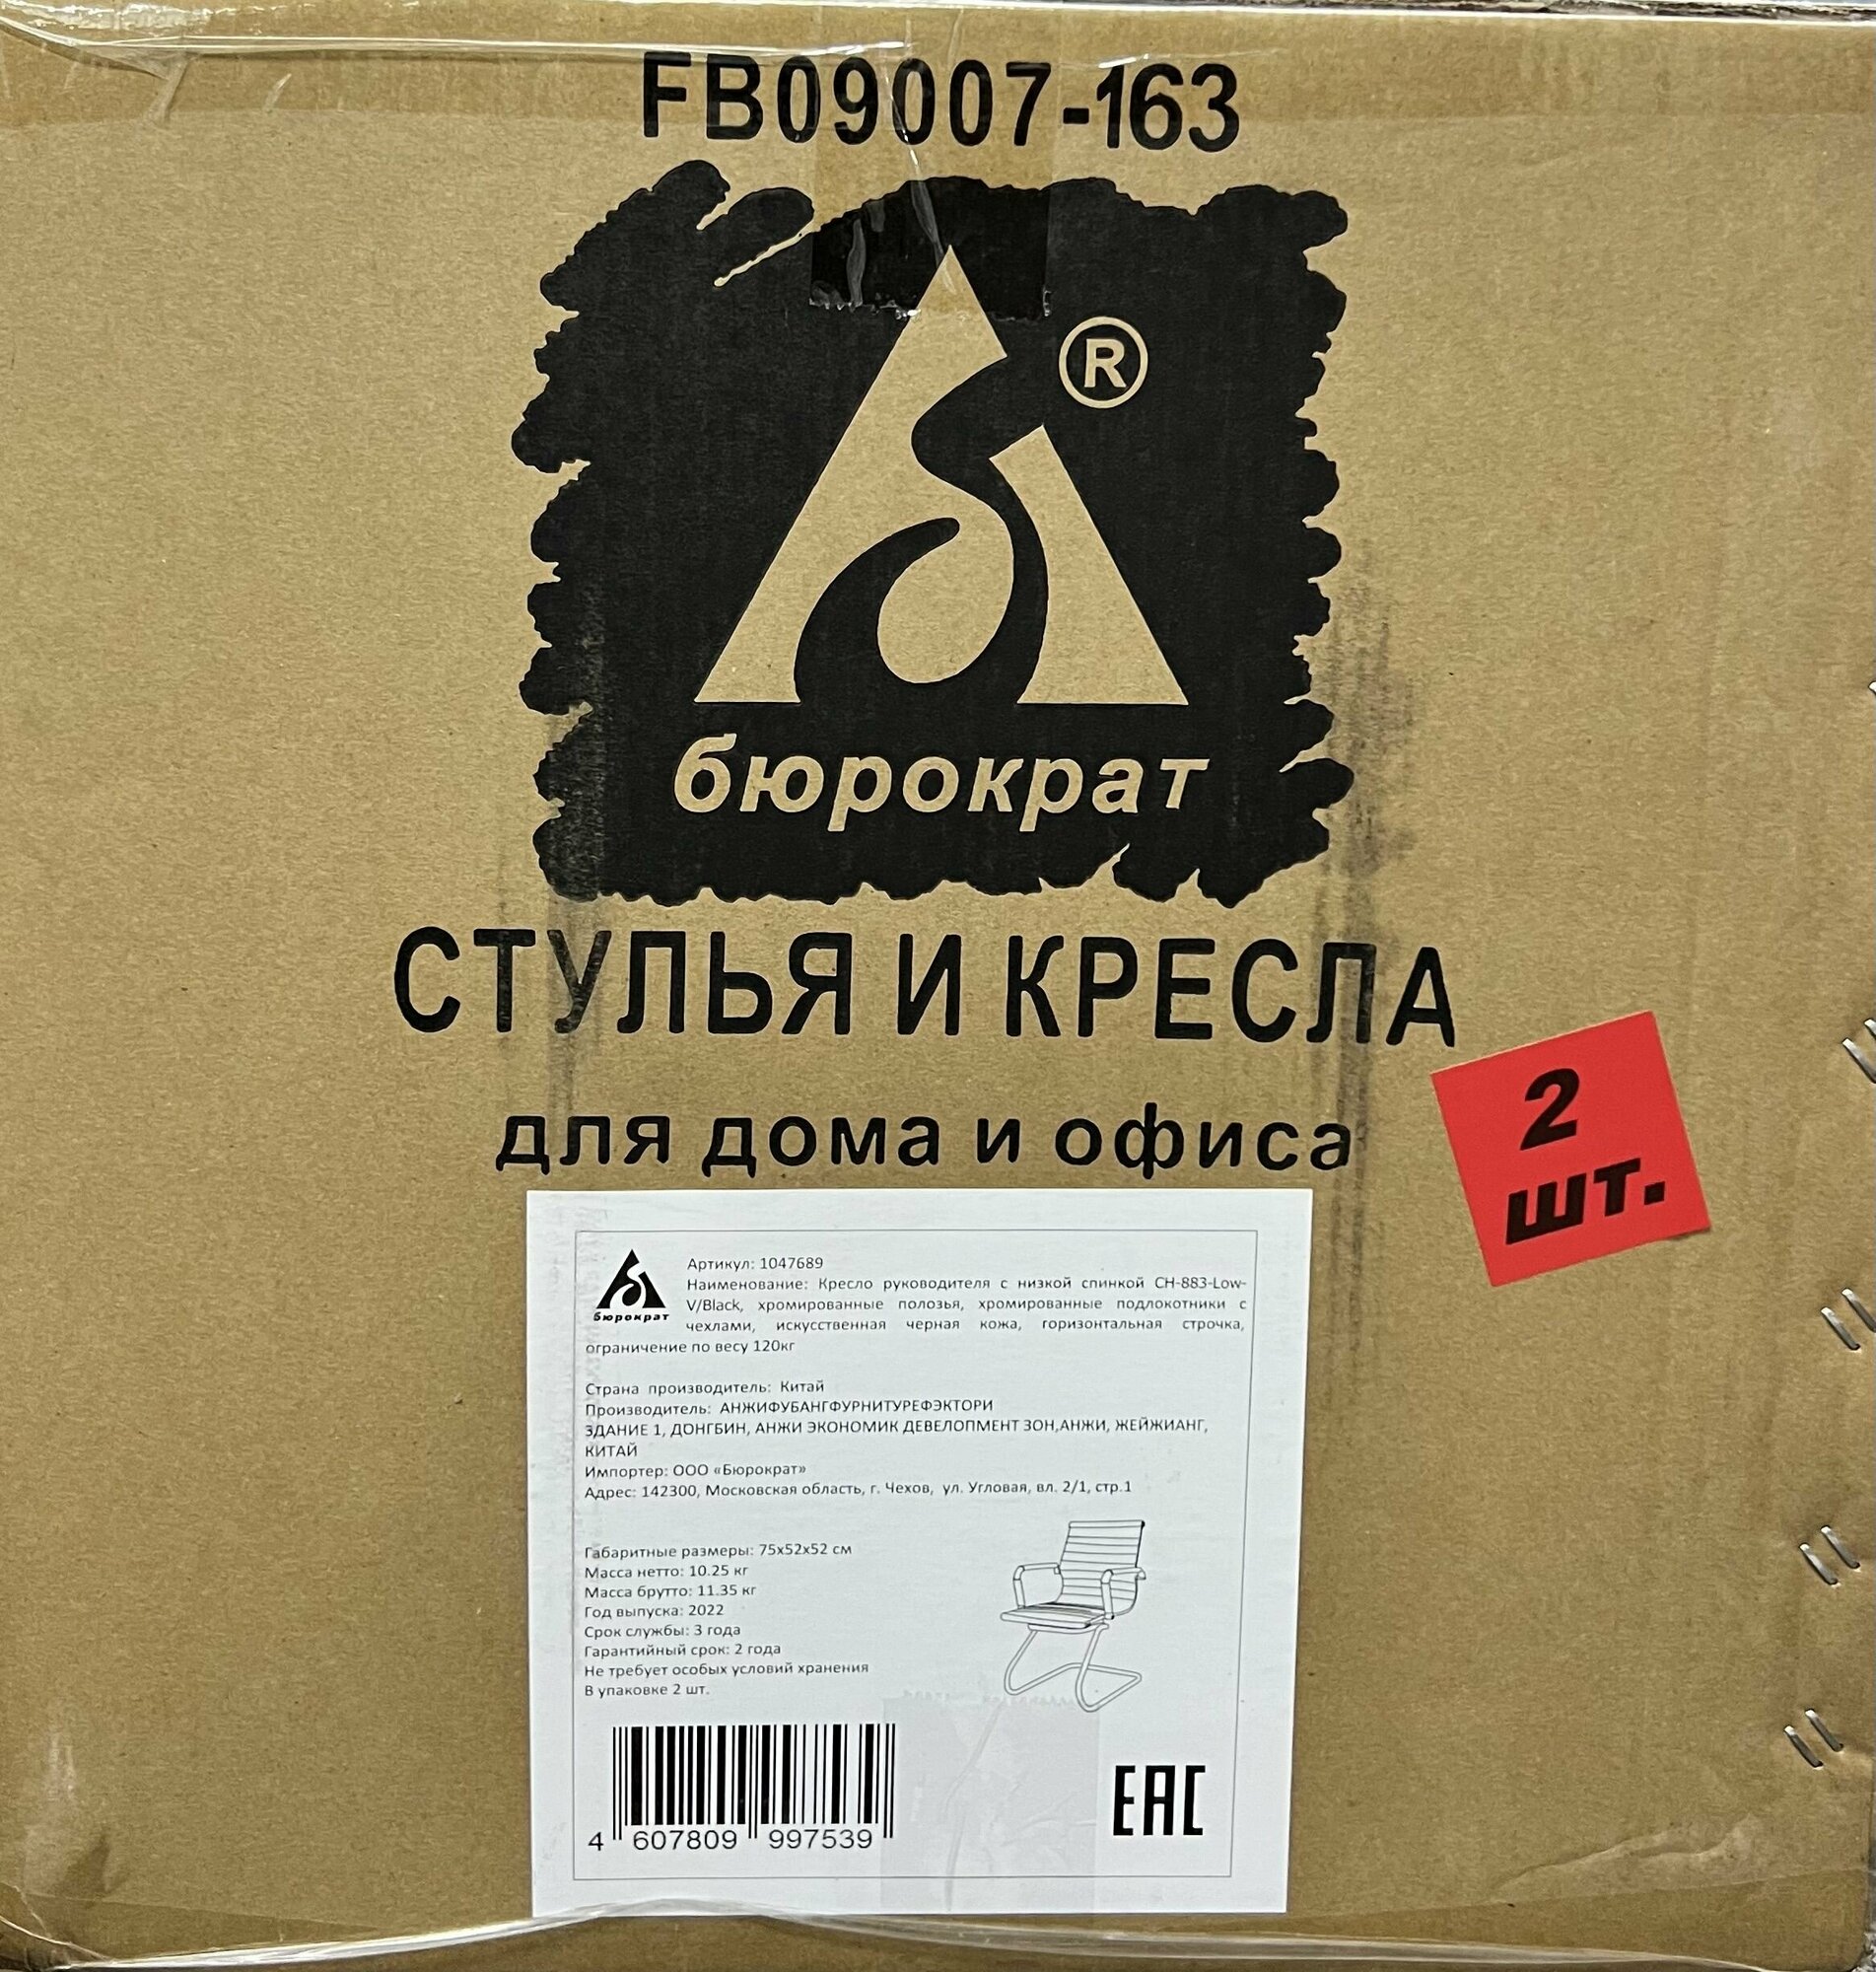 FB09007-163
®
бюрократ
СТУЛЬЯ И КРЕСЛА
для дома и офиса
2
шт.
бюрократ
Артикул: 1047689
Наименование: Кресло руководителя с низкой спинкой CH-883-Low-
V/Black, хромированные полозья, хромированные подлокотники с
чехлами, искусственная черная кожа, горизонтальная строчка,
ограничение по весу 120кг
Страна производитель: Китай
Производитель: АНЖИФУБАНГФУРНИТУРЕФЭКТОРИ
ЗДАНИЕ 1, ДОНГБИН, АНЖИ ЭКОНОМИК ДЕВЕЛОПМЕНТ ЗОН,АНЖИ, ЖЕЙЖИАНГ,
КИТАЙ
Импортер: ООО «Бюрократ»
Адрес: 142300, Московская область, г. Чехов, ул. Угловая, вл. 2/1, стр.1
Габаритные размеры: 75х52х52 см
Масса нетто: 10.25 кг
Масса брутто: 11.35 кг
Год выпуска: 2022
Срок службы: 3 года
Гарантийный срок: 2 года
Не требует особых условий хранения
В упаковке 2 шт.
4 607809 997539
EAC